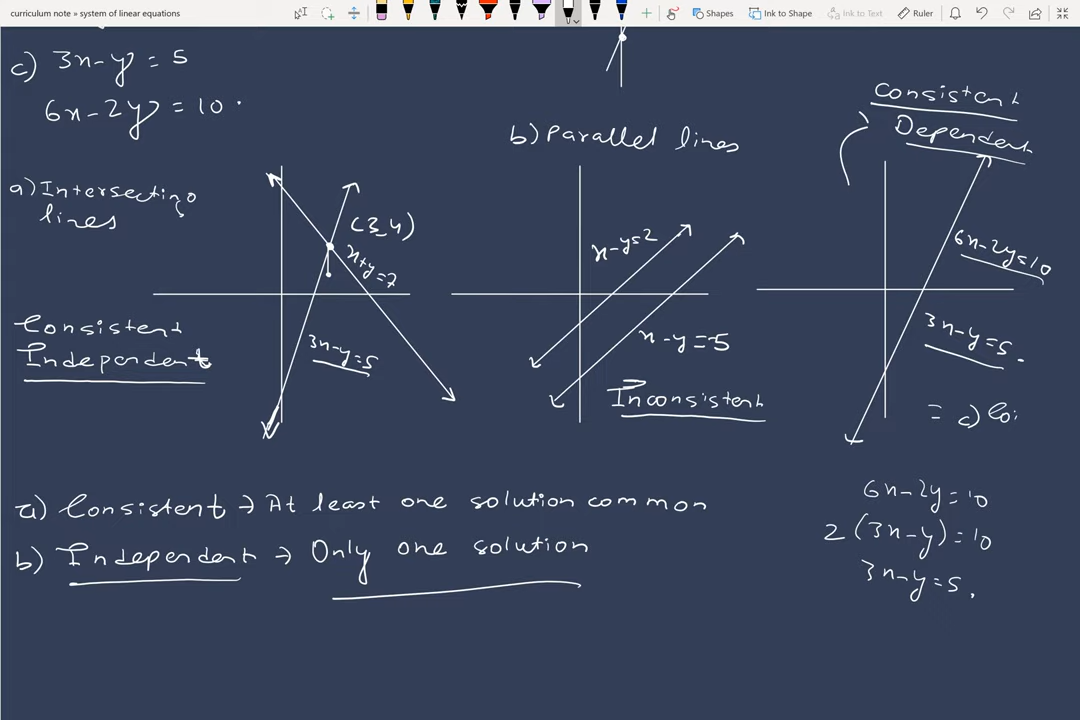 curriculum note » system of linear equations
Shapes
Ink to Shape
Ink to Text
Ruler
c) 3x-y = 5
6x-2y = 10
Consistent
Dependent
b) Parallel lines
a) Intersecting
lines
(3,4)
x+y=7
3x-y=5
Consistent
Independent
x-y=2
x-y=5
Inconsistent
6x-2y=10
3x-y=5
= c)
a) Consistent → At least one solution common
b) Independent → Only one solution
6x-2y=10
2(3x-y)=10
3x-y=5.